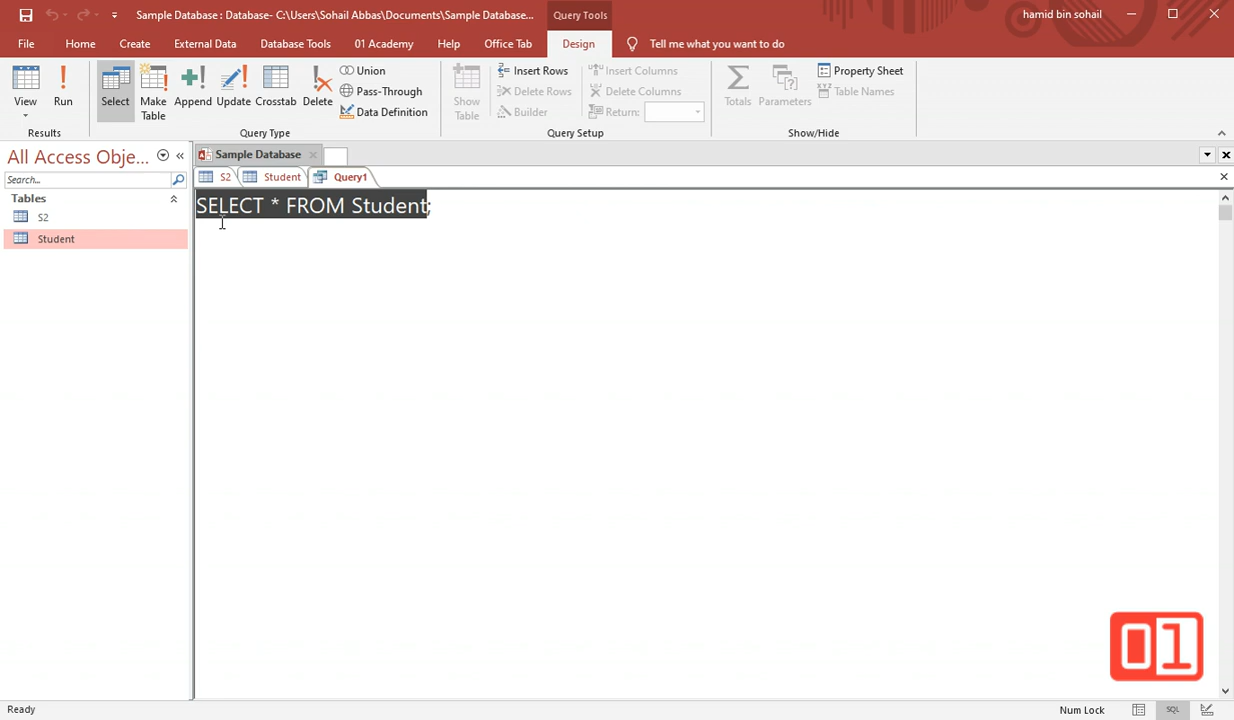 Sample Database : Database- C:\Users\Sohail Abbas\Documents\Sample Database...
Query Tools
hamid bin sohail
File
Home
Create
External Data
Database Tools
01 Academy
Help
Office Tab
Design
Tell me what you want to do
View
Run
Select
Make Table
Append
Update
Crosstab
Delete
Union
Pass-Through
Data Definition
Show Table
Insert Rows
Delete Rows
Builder
Insert Columns
Delete Columns
Return:
Totals
Parameters
Property Sheet
Table Names
Results
Query Type
Query Setup
Show/Hide
All Access Obje...
Search...
Tables
S2
Student
Sample Database
S2
Student
Query1
SELECT * FROM Student;
01
Ready
Num Lock
SQL